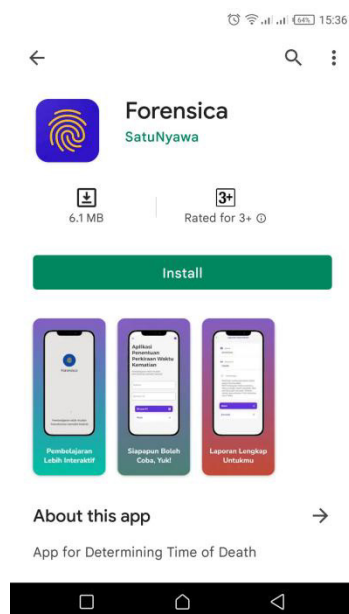 64%
15:36
Forensica
SatuNyawa
6.1 MB
3+
Rated for 3+
Install
Aplikasi
Penentuan
Perkiraan Waktu
Kematian
Pembelajaran
Lebih Interaktif
Siapapun Boleh
Coba, Yuk!
Laporan Lengkap
Untukmu
About this app
App for Determining Time of Death